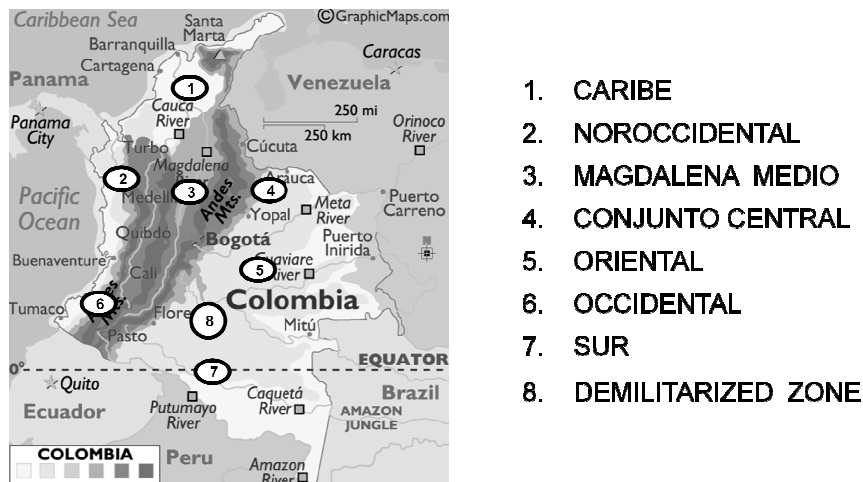 Caribbean Sea
Santa
Marta
©GraphicMaps.com
Barranquilla
Cartagena
Caracas
Panama
1
Venezuela
Cauca
River
250 mi
250 km
Panama
City
Orinoco
River
Turbo
Cúcuta
Magdalena
2
Medellín
3
Andes
Mts.
4
Arauca
Pacific
Ocean
Yopal
Meta
River
Puerto
Carreno
Quibdó
Bogotá
Puerto
Inirida
N
Buenaventure
Cali
5
Guaviare
River
6
Mts.
Colombia
Tumaco
Flore
8
Mitú
Pasto
EQUATOR
0°
7
Quito
Ecuador
Putumayo
River
Caquetá
River
Brazil
AMAZON
JUNGLE
COLOMBIA
Peru
Amazon
River
1. CARIBE
2. NOROCCIDENTAL
3. MAGDALENA MEDIO
4. CONJUNTO CENTRAL
5. ORIENTAL
6. OCCIDENTAL
7. SUR
8. DEMILITARIZED ZONE